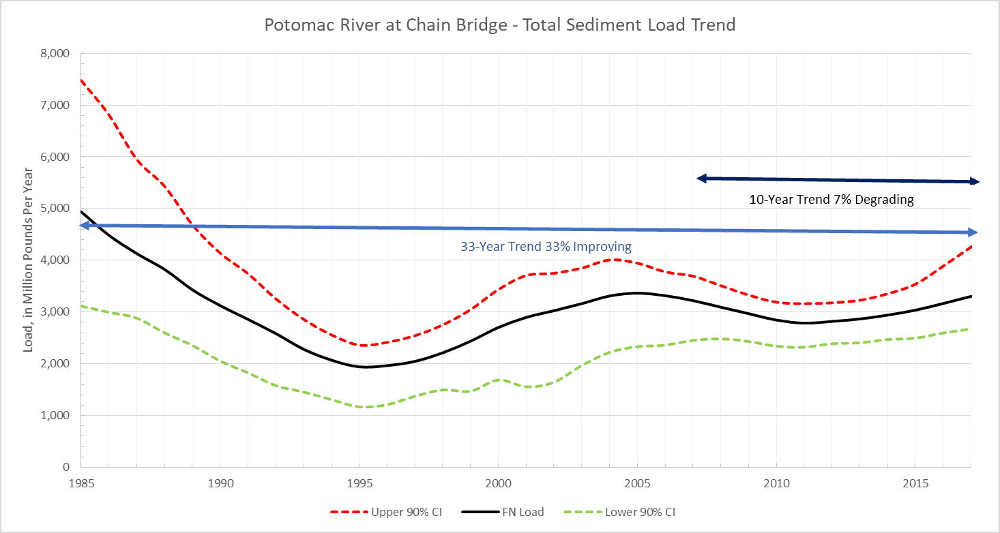 Potomac River at Chain Bridge - Total Sediment Load Trend
Load, in Million Pounds Per Year
8,000
7,000
6,000
5,000
4,000
3,000
2,000
1,000
0
10-Year Trend 7% Degrading
33-Year Trend 33% Improving
1985 1990 1995 2000 2005 2010 2015
Upper 90% CI FN Load Lower 90% CI